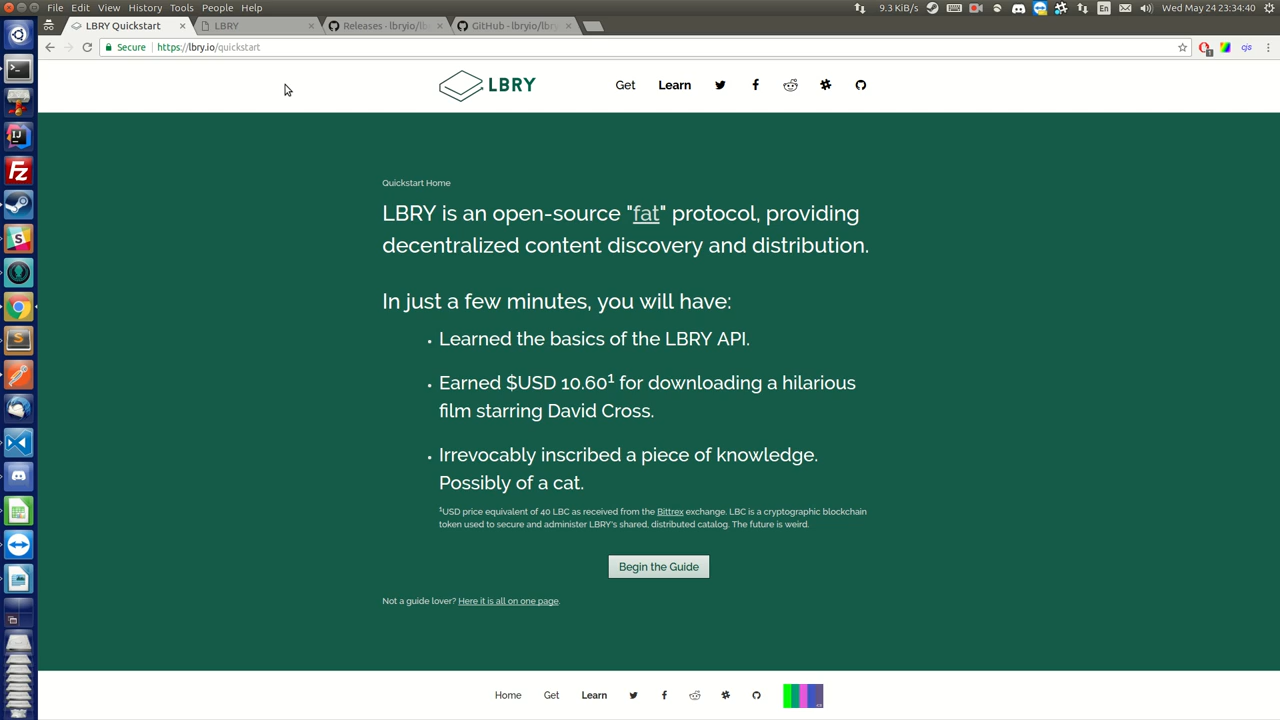 File Edit View History Tools People Help
9.3 KiB/s
En
Wed May 24 23:34:40
LBRY Quickstart
LBRY
Releases · lbryio/lbry
GitHub - lbryio/lbry
Secure
https://lbry.io/quickstart
LBRY
Get
Learn
Quickstart Home
LBRY is an open-source "fat" protocol, providing
decentralized content discovery and distribution.
In just a few minutes, you will have:
• Learned the basics of the LBRY API.
• Earned $USD 10.60¹ for downloading a hilarious
film starring David Cross.
• Irrevocably inscribed a piece of knowledge.
Possibly of a cat.
¹USD price equivalent of 40 LBC as received from the Bittrex exchange. LBC is a cryptographic blockchain
token used to secure and administer LBRY's shared, distributed catalog. The future is weird.
Begin the Guide
Not a guide lover? Here it is all on one page.
Home
Get
Learn